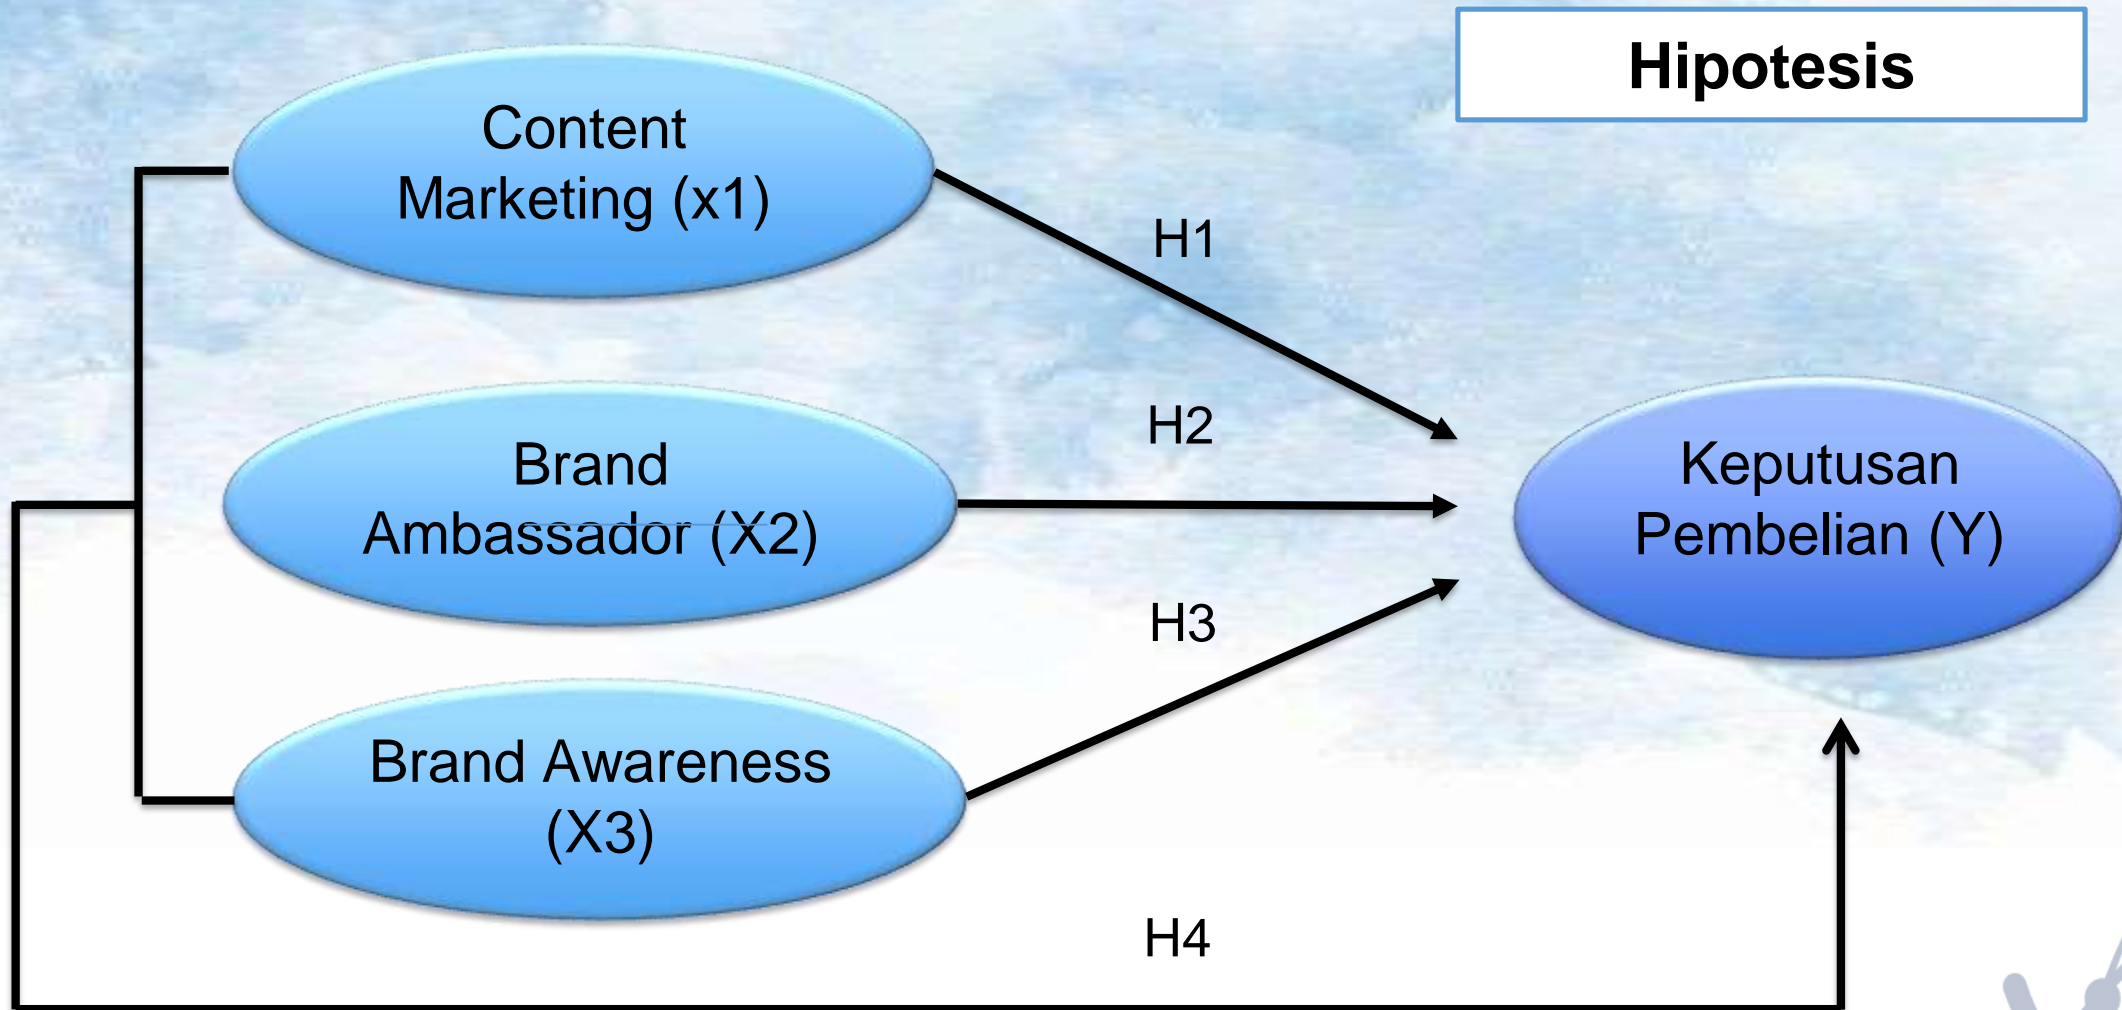 Hipotesis
Content
Marketing (x1)
H1
H2
Brand
Ambassador (X2)
Keputusan
Pembelian (Y)
H3
Brand Awareness
(X3)
H4